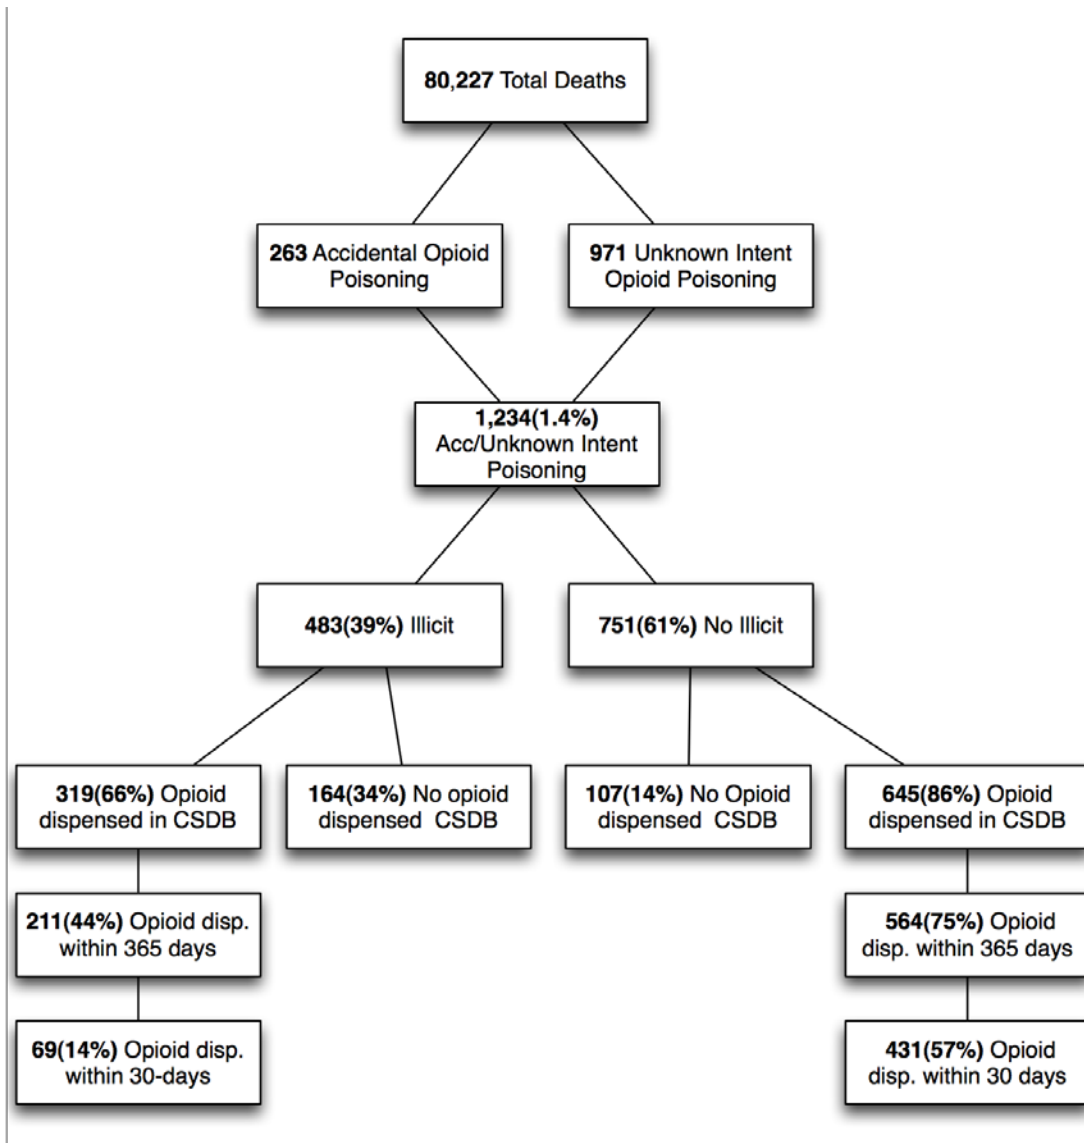 80,227 Total Deaths
263 Accidental Opioid
Poisoning
971 Unknown Intent
Opioid Poisoning
1,234(1.4%)
Acc/Unknown Intent
Poisoning
483(39%) Illicit
751(61%) No Illicit
319(66%) Opioid
dispensed in CSDB
164(34%) No opioid
dispensed CSDB
107(14%) No Opioid
dispensed CSDB
645(86%) Opioid
dispensed in CSDB
211(44%) Opioid disp.
within 365 days
564(75%) Opioid
disp. within 365 days
69(14%) Opioid disp.
within 30-days
431(57%) Opioid
disp. within 30 days